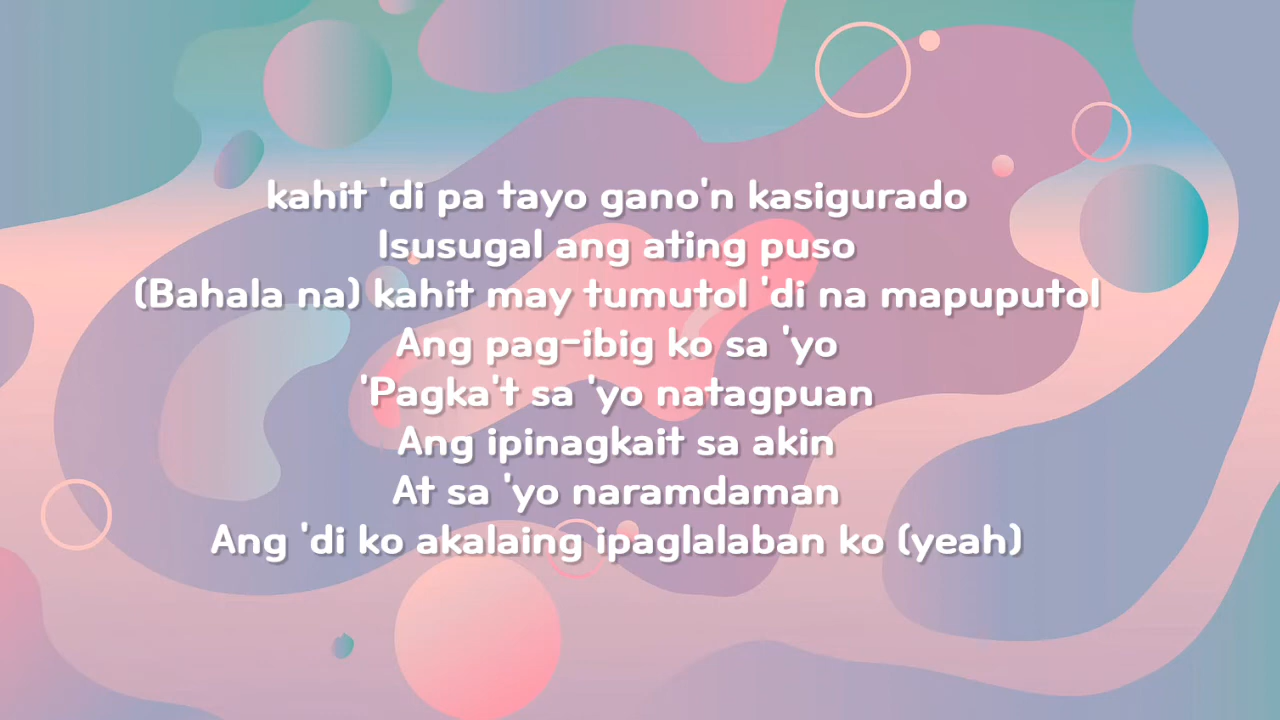 kahit 'di pa tayo gano'n kasigurado
Isusugal ang ating puso
(Bahala na) kahit may tumutol 'di na mapuputol
Ang pag-ibig ko sa 'yo
'Pagka't sa 'yo natagpuan
Ang ipinagkait sa akin
At sa 'yo naramdaman
Ang 'di ko akalaing ipaglalaban ko (yeah)